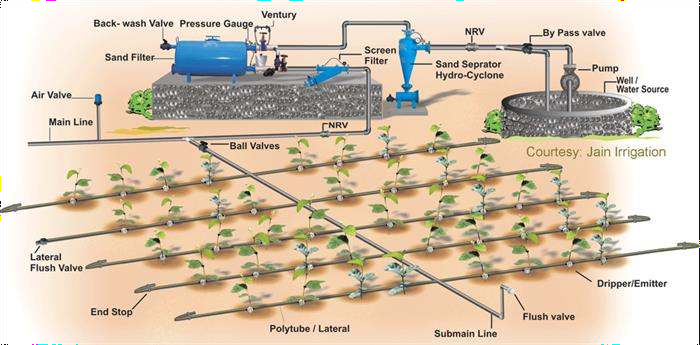 Ventury
Back- wash Valve
Pressure Gauge
NRV
By Pass valve
Sand Filter
Screen
Filter
Sand Seprator
Hydro-Cyclone
Pump
Well /
Water Source
Air Valve
Main Line
NRV
Ball Valves
Courtesy: Jain Irrigation
Lateral
Flush Valve
Dripper/Emitter
End Stop
Flush valve
Polytube / Lateral
Submain Line